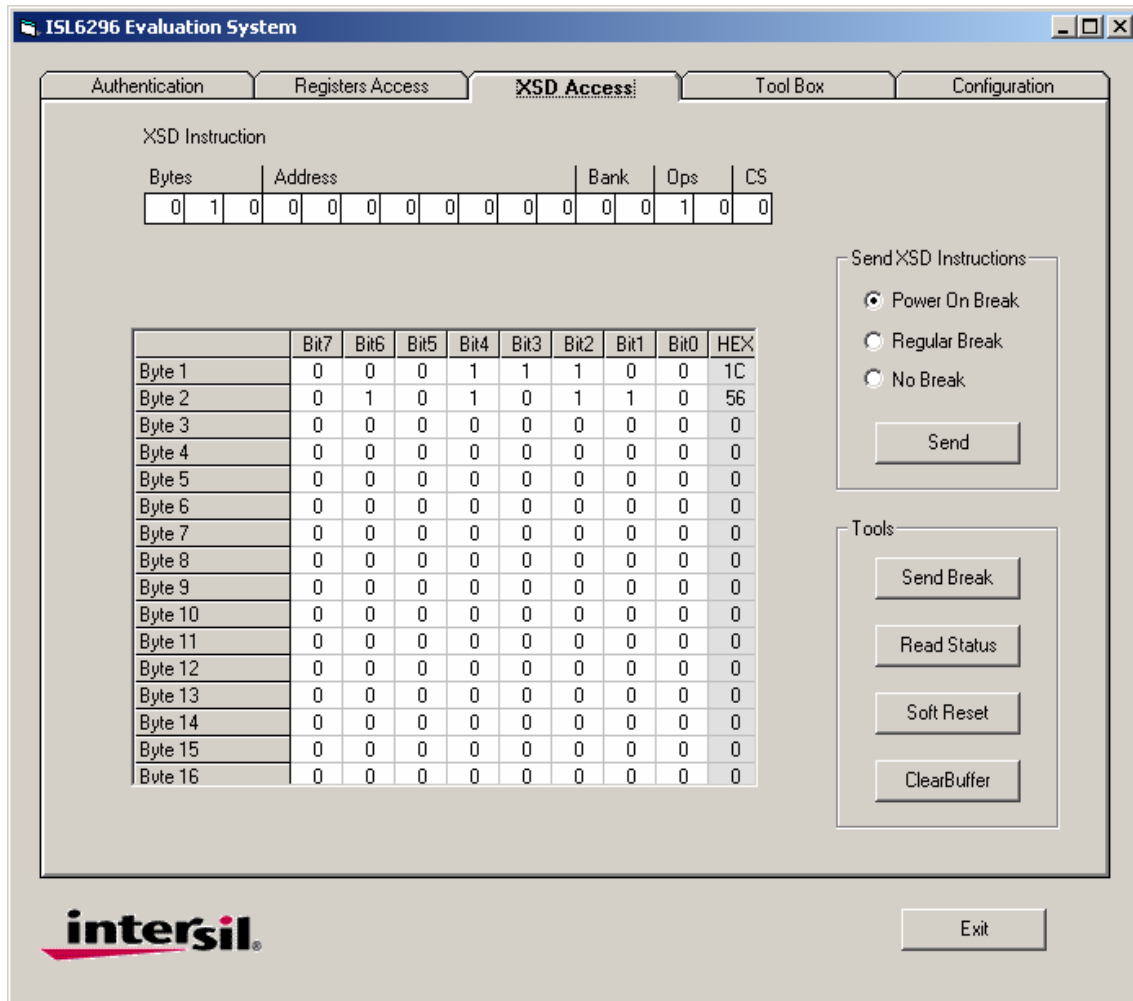 ISL6296 Evaluation System
Authentication Registers Access XSD Access Tool Box Configuration
XSD Instruction
Bytes Address Bank Ops CS
0 1 0 0 0 0 0 0 0 0 0 0 0 1 0 0
Send XSD Instructions
Power On Break
Regular Break
No Break
Send
Bit7 Bit6 Bit5 Bit4 Bit3 Bit2 Bit1 Bit0 HEX
Byte 1 0 0 0 1 1 1 0 0 1C
Byte 2 0 1 0 1 0 1 1 0 56
Byte 3 0 0 0 0 0 0 0 0 0
Byte 4 0 0 0 0 0 0 0 0 0
Byte 5 0 0 0 0 0 0 0 0 0
Byte 6 0 0 0 0 0 0 0 0 0
Byte 7 0 0 0 0 0 0 0 0 0
Byte 8 0 0 0 0 0 0 0 0 0
Byte 9 0 0 0 0 0 0 0 0 0
Byte 10 0 0 0 0 0 0 0 0 0
Byte 11 0 0 0 0 0 0 0 0 0
Byte 12 0 0 0 0 0 0 0 0 0
Byte 13 0 0 0 0 0 0 0 0 0
Byte 14 0 0 0 0 0 0 0 0 0
Byte 15 0 0 0 0 0 0 0 0 0
Byte 16 0 0 0 0 0 0 0 0 0
Tools
Send Break
Read Status
Soft Reset
ClearBuffer
intersil®
Exit